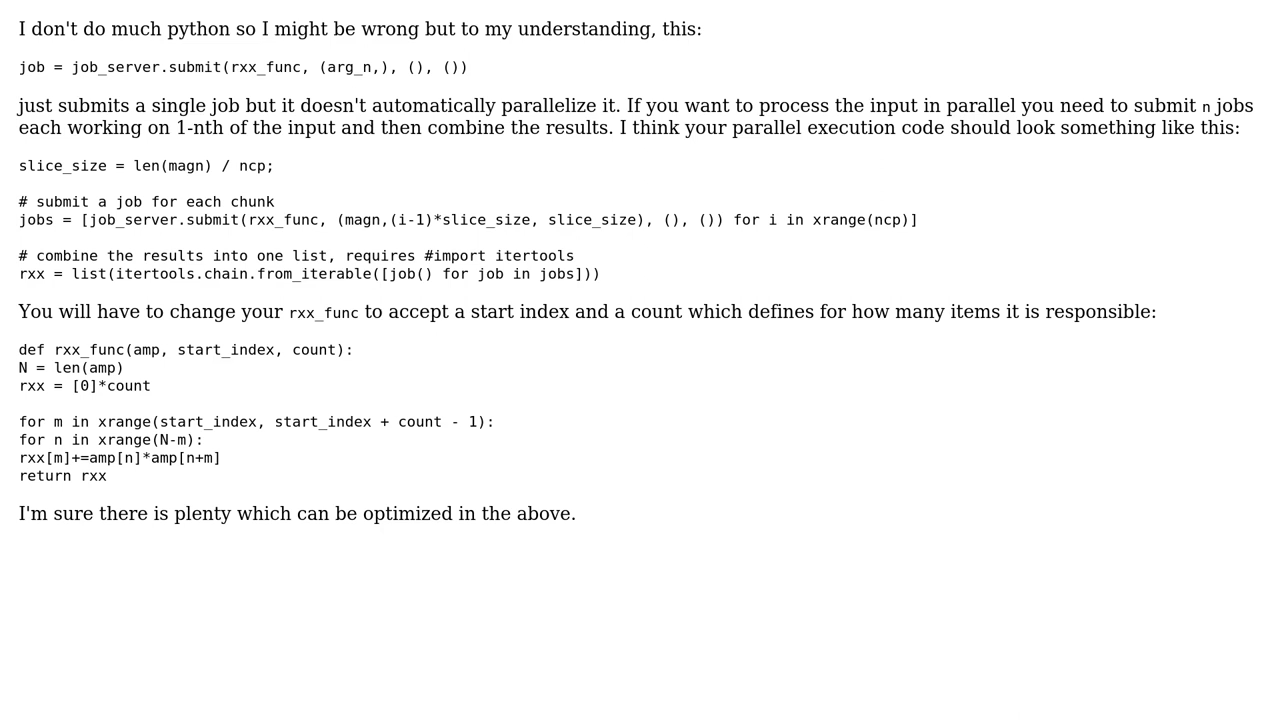 I don't do much python so I might be wrong but to my understanding, this:
job = job_server.submit(rxx_func, (arg_n,), (), ())
just submits a single job but it doesn't automatically parallelize it. If you want to process the input in parallel you need to submit n jobs
each working on 1-nth of the input and then combine the results. I think your parallel execution code should look something like this:
slice_size = len(magn) / ncp;
# submit a job for each chunk
jobs = [job_server.submit(rxx_func, (magn,(i-1)*slice_size, slice_size), (), ()) for i in xrange(ncp)]
# combine the results into one list, requires #import itertools
rxx = list(itertools.chain.from_iterable([job() for job in jobs]))
You will have to change your rxx_func to accept a start index and a count which defines for how many items it is responsible:
def rxx_func(amp, start_index, count):
N = len(amp)
rxx = [0]*count
for m in xrange(start_index, start_index + count - 1):
for n in xrange(N-m):
rxx[m]+=amp[n]*amp[n+m]
return rxx
I'm sure there is plenty which can be optimized in the above.